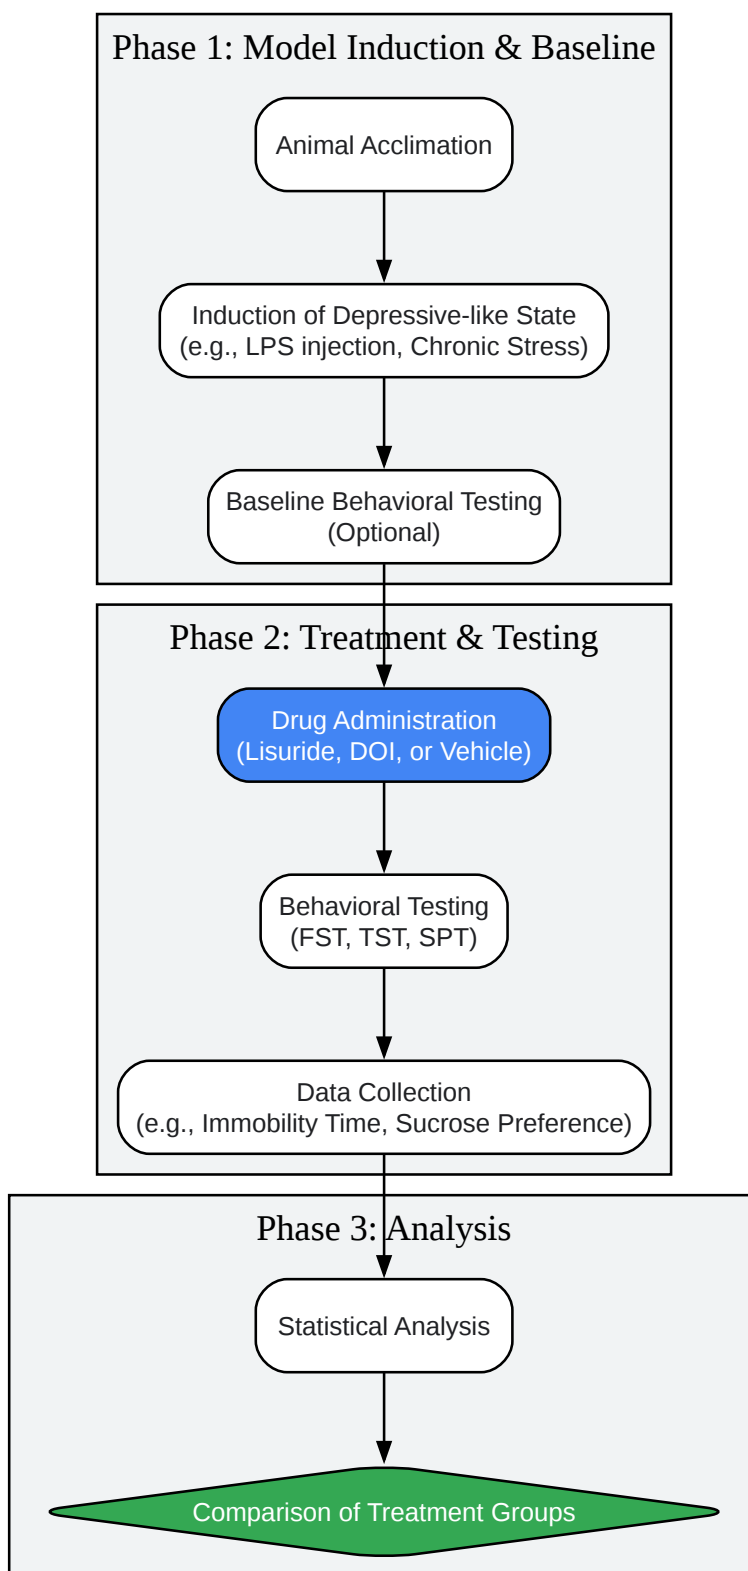 Phase 1: Model Induction & Baseline
Animal Acclimation
Induction of Depressive-like State
(e.g., LPS injection, Chronic Stress)
Baseline Behavioral Testing
(Optional)
Phase 2: Treatment & Testing
Drug Administration
(Lisuride, DOI, or Vehicle)
Behavioral Testing
(FST, TST, SPT)
Data Collection
(e.g., Immobility Time, Sucrose Preference)
Phase 3: Analysis
Statistical Analysis
Comparison of Treatment Groups